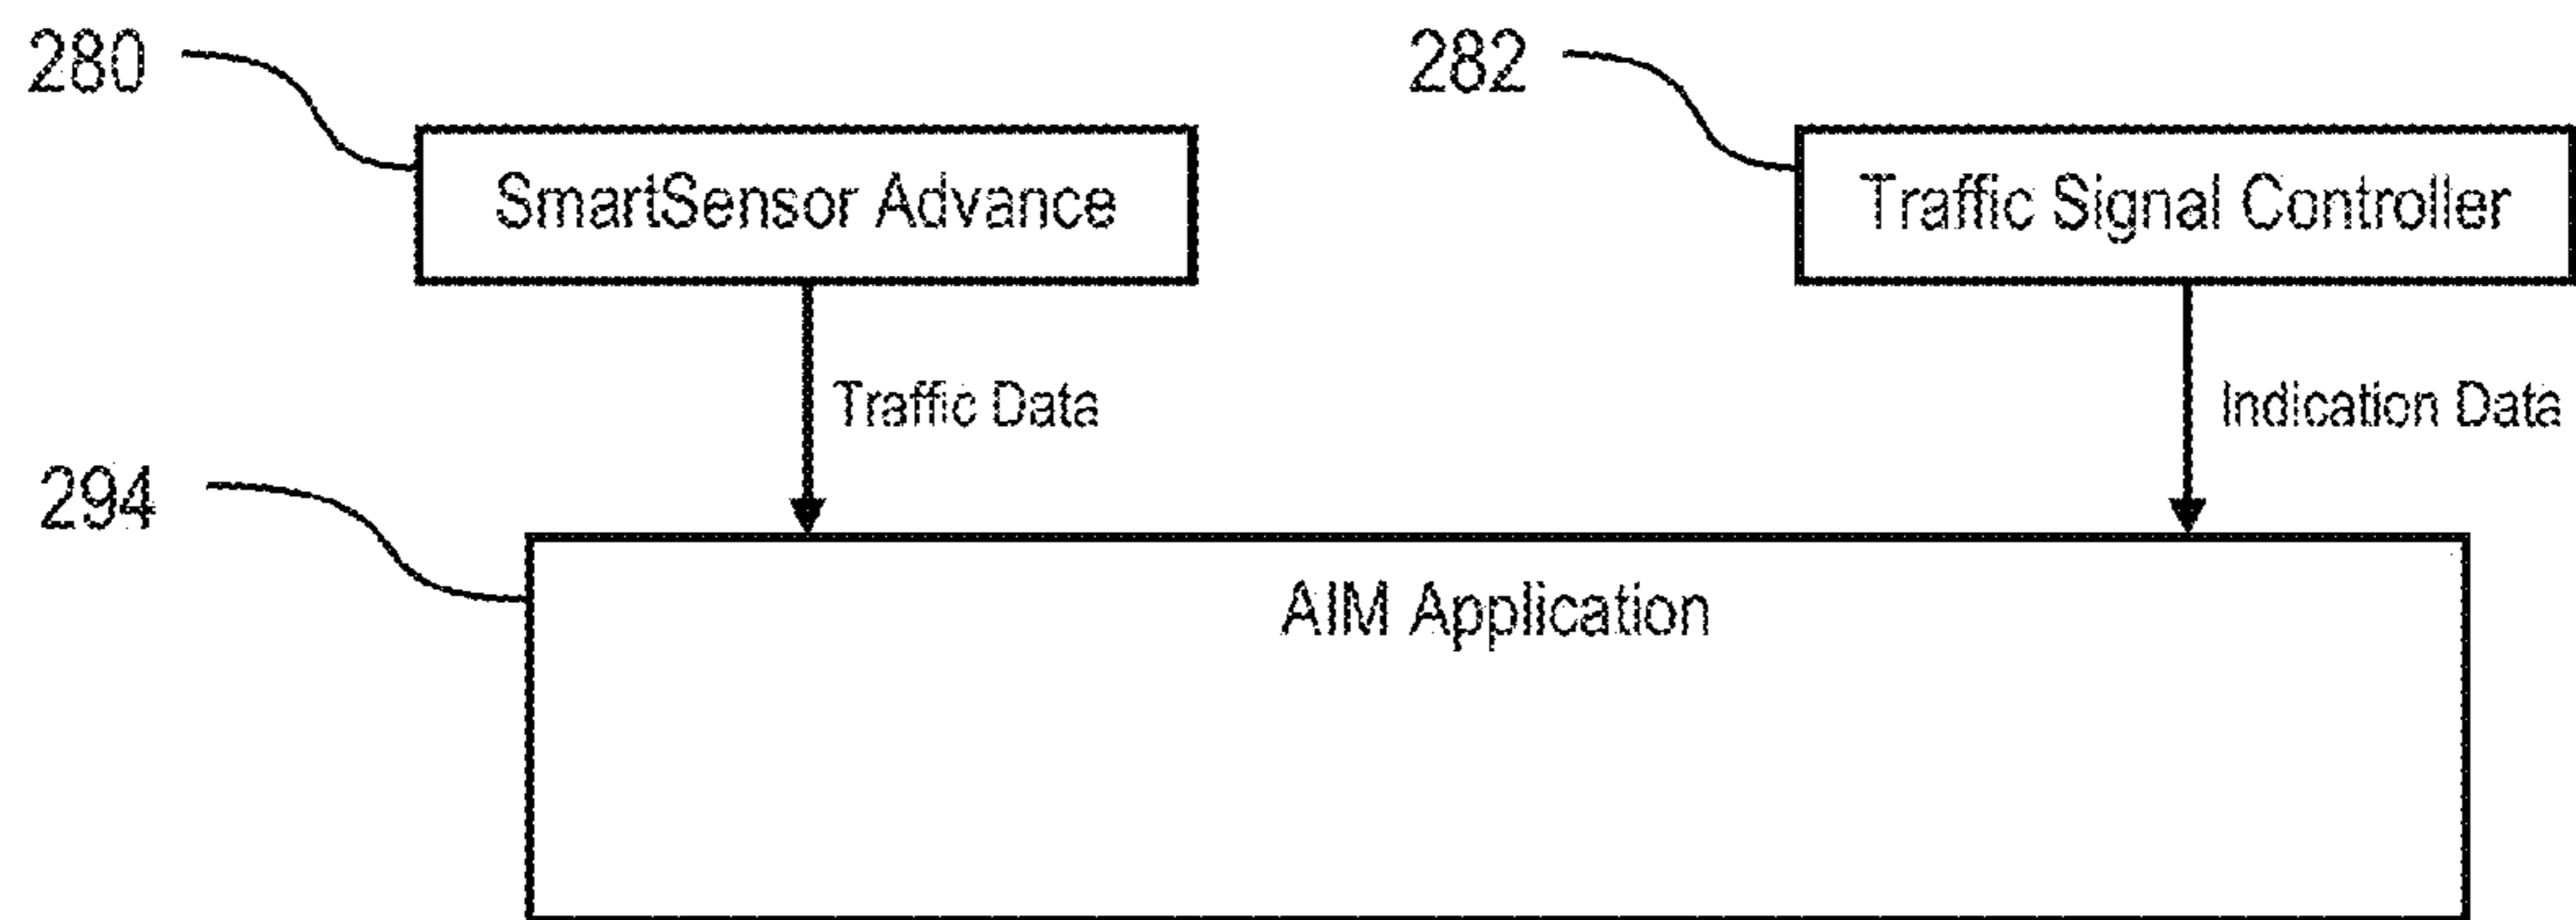 280
282
SmartSensor Advance
Traffic Signal Controller
Traffic Data
Indication Data
294
AIM Application